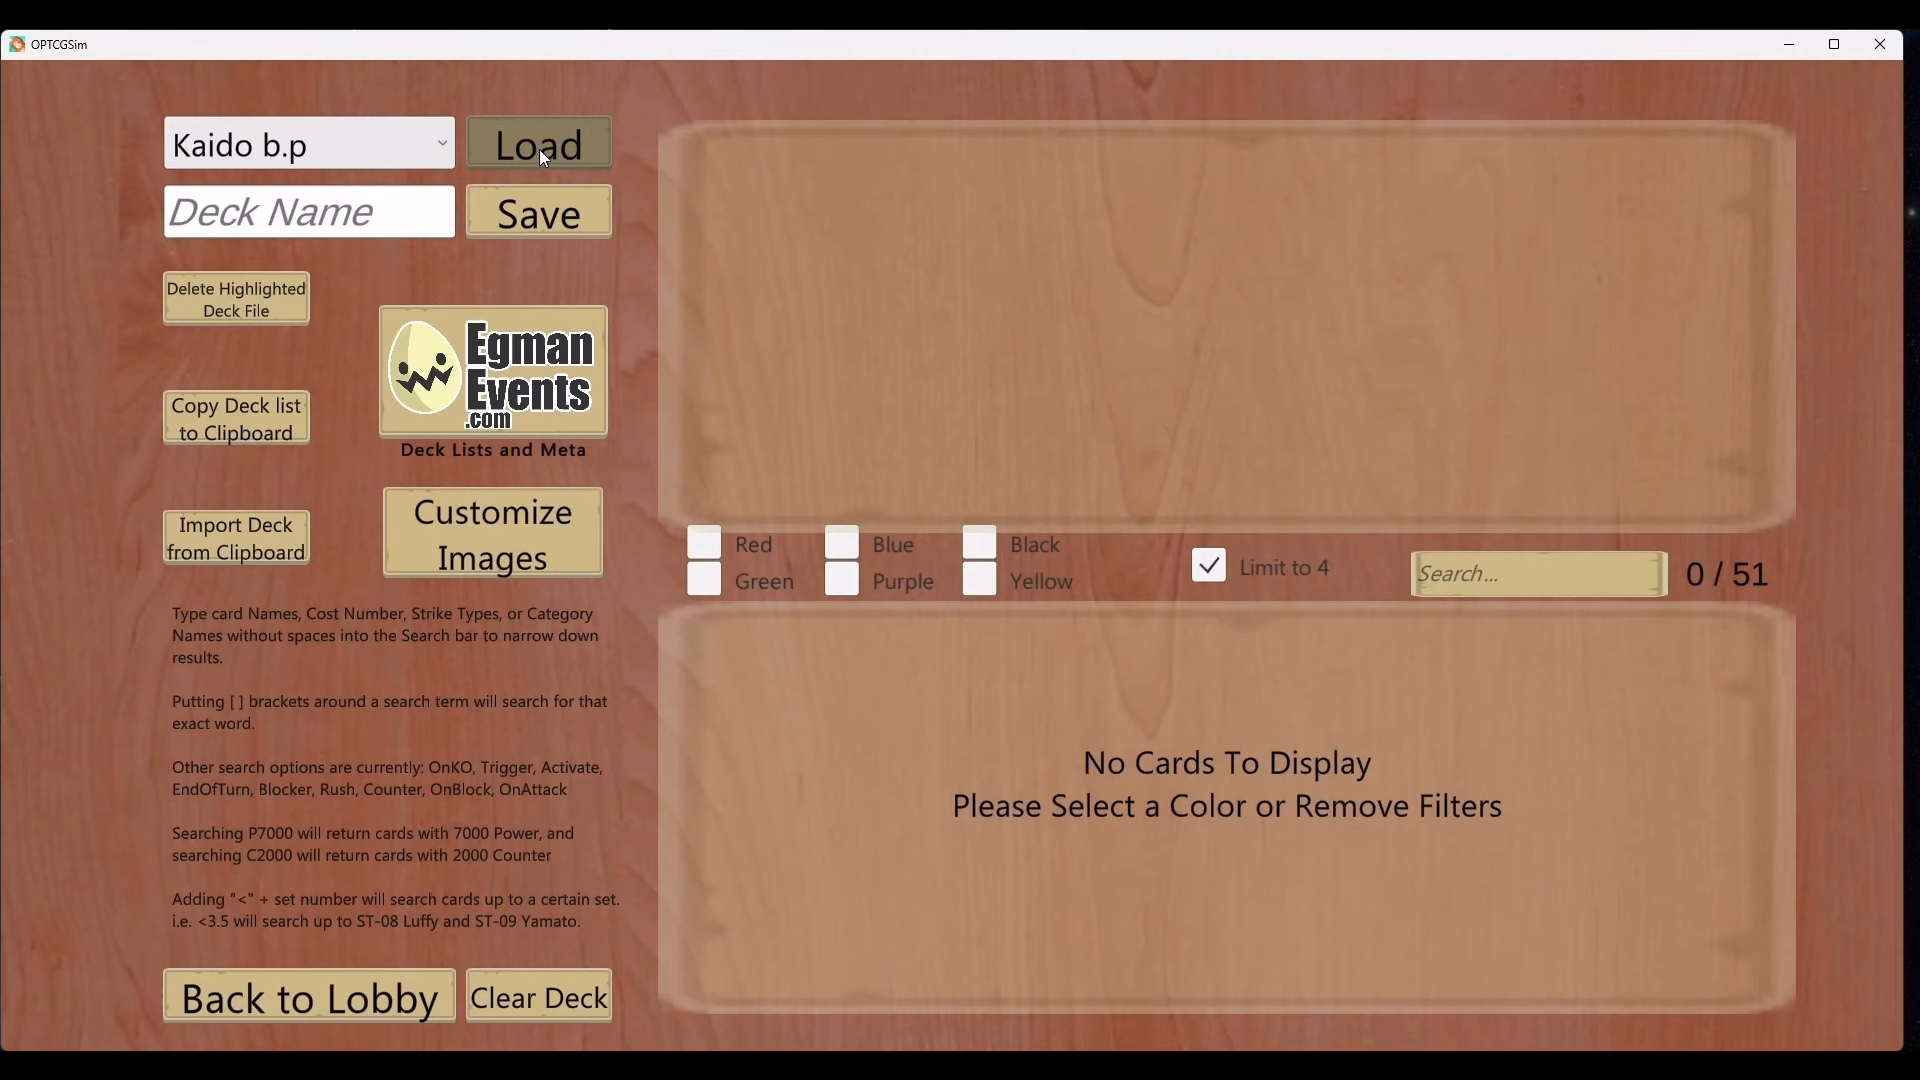 OPTCGSim
Kaido b.p
Load
Deck Name
Save
Delete Highlighted
Deck File
Egman
Events
.com
Deck Lists and Meta
Copy Deck list
to Clipboard
Import Deck
from Clipboard
Customize
Images
Red
Blue
Black
Green
Purple
Yellow
Limit to 4
Search...
0 / 51
Type card Names, Cost Number, Strike Types, or Category
Names without spaces into the Search bar to narrow down
results.
Putting [ ] brackets around a search term will search for that
exact word.
Other search options are currently: OnKO, Trigger, Activate,
EndOfTurn, Blocker, Rush, Counter, OnBlock, OnAttack
Searching P7000 will return cards with 7000 Power, and
searching C2000 will return cards with 2000 Counter
Adding "<" + set number will search cards up to a certain set.
i.e. <3.5 will search up to ST-08 Luffy and ST-09 Yamato.
No Cards To Display
Please Select a Color or Remove Filters
Back to Lobby
Clear Deck